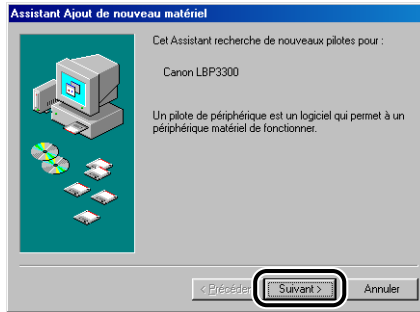 Assistant Ajout de nouveau matériel
Cet Assistant recherche de nouveaux pilotes pour :
Canon LBP3300
Un pilote de périphérique est un logiciel qui permet à un
périphérique matériel de fonctionner.
< Précéden
Suivant >
Annuler